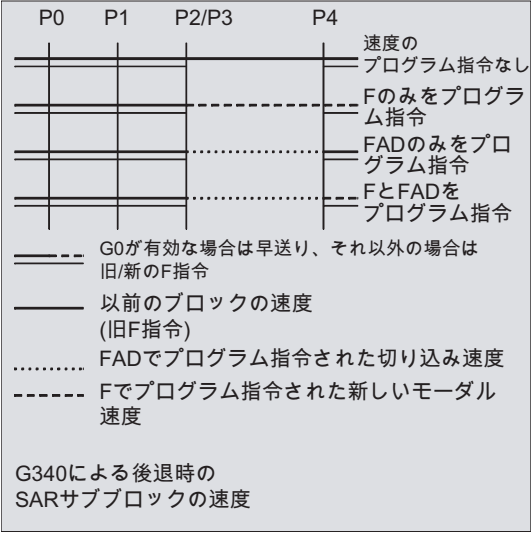 P0 P1 P2/P3 P4
速度の
プログラム指令なし
Fのみをプログラ
ム指令
FADのみをプロ
グラム指令
FとFADを
プログラム指令
G0が有効な場合は早送り、それ以外の場合は
旧/新のF指令
以前のブロックの速度
(旧F指令)
FADでプログラム指令された切り込み速度
Fでプログラム指令された新しいモーダル
速度
G340による後退時の
SARサブブロックの速度